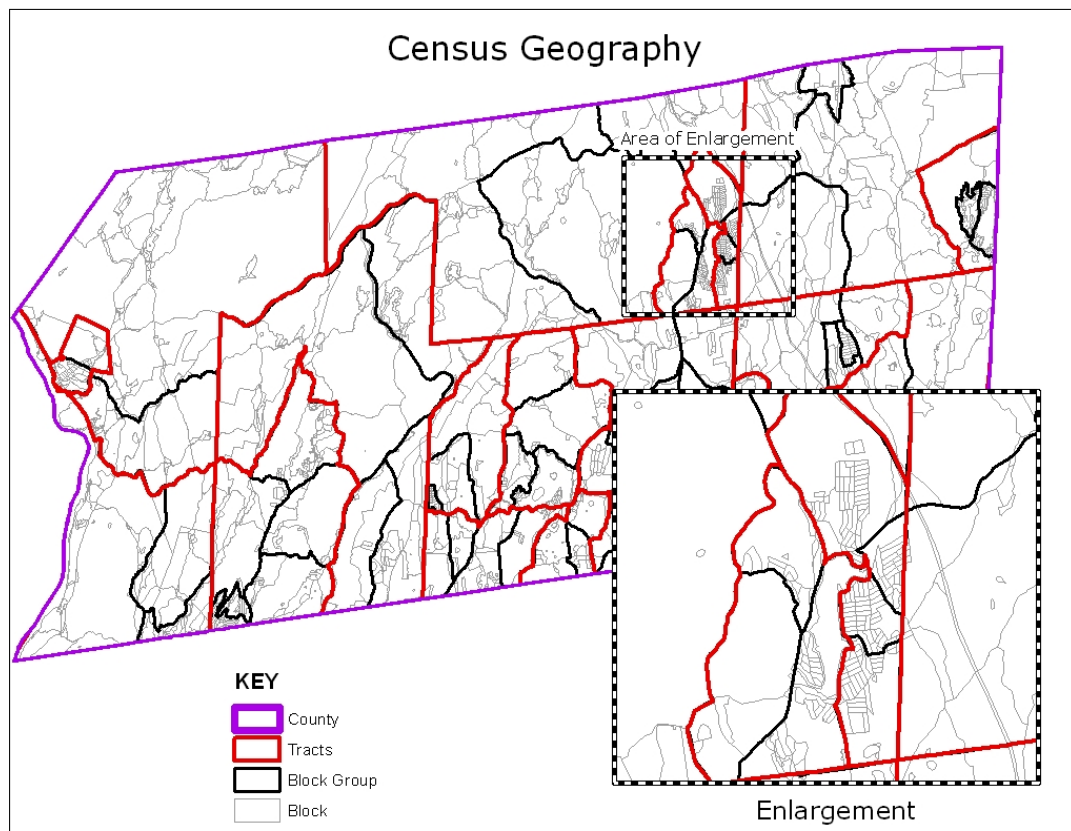 Census Geography
Area of Enlargement
KEY
County
Tracts
Block Group
Block
Enlargement